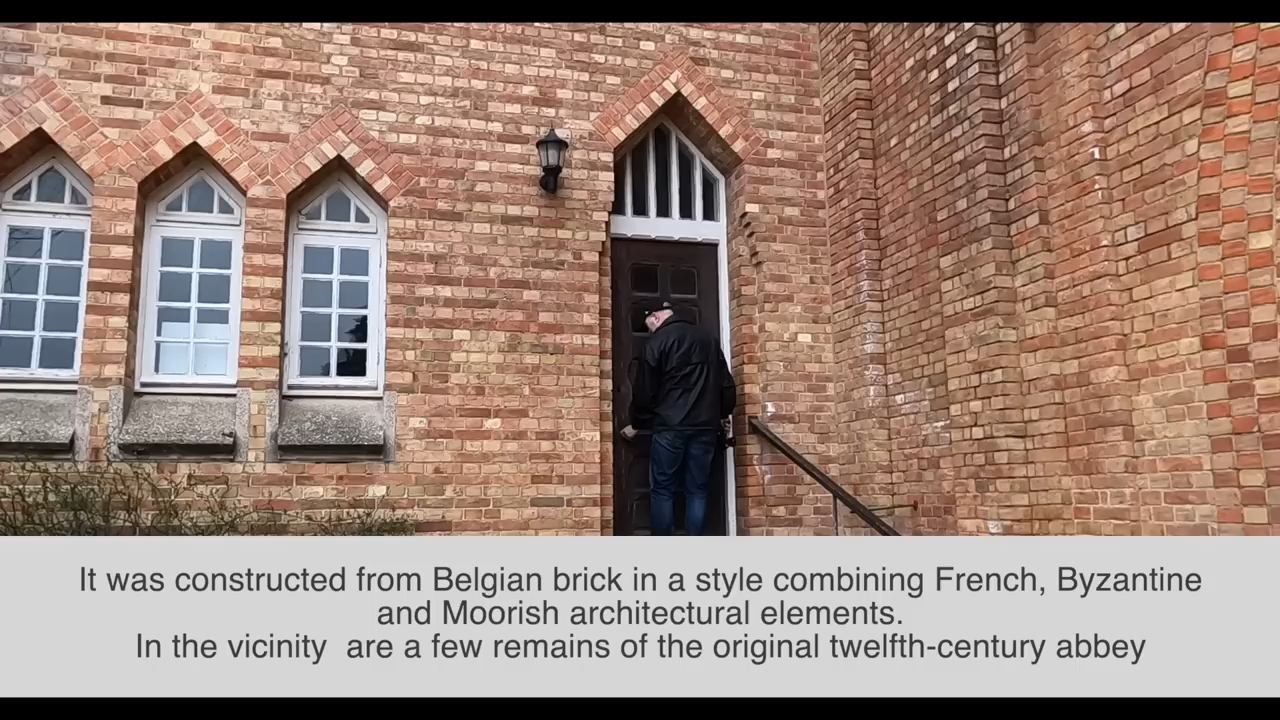 It was constructed from Belgian brick in a style combining French, Byzantine
and Moorish architectural elements.
In the vicinity  are a few remains of the original twelfth-century abbey